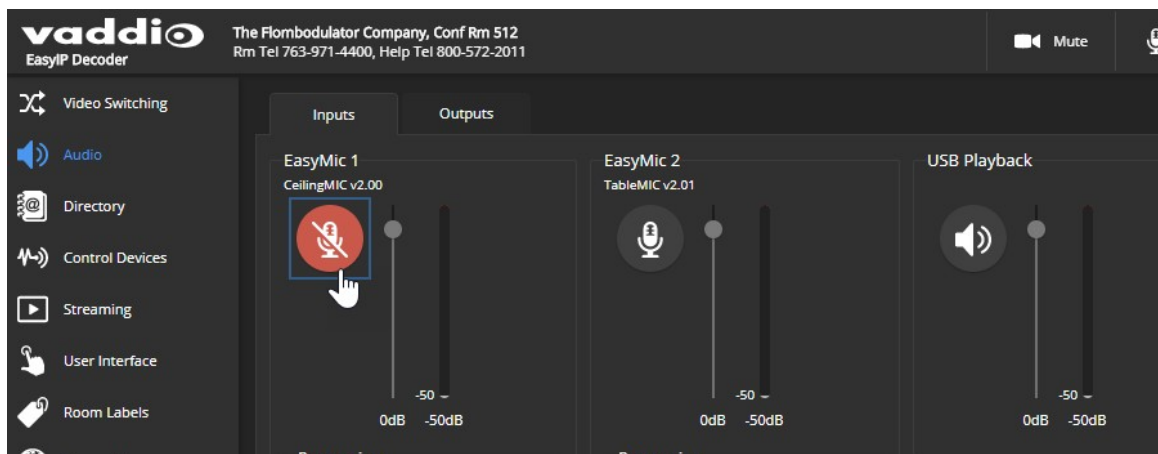 vaddio
EasyIP Decoder
The Flombodulator Company, Conf Rm 512
Rm Tel 763-971-4400, Help Tel 800-572-2011
Mute
Video Switching
Audio
Directory
Control Devices
Streaming
User Interface
Room Labels
Inputs
Outputs
EasyMic 1
CeilingMIC v2.00
-50
0dB
-50dB
EasyMic 2
TableMIC v2.01
-50
0dB
-50dB
USB Playback
-50
0dB
-50dB